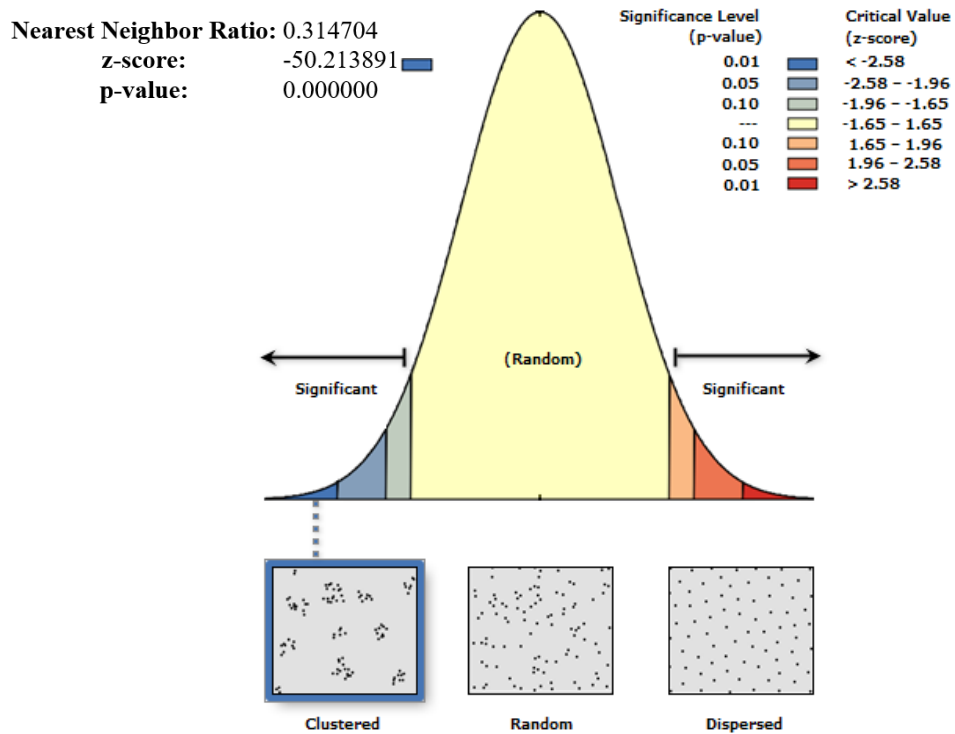 Nearest Neighbor Ratio: 0.314704
z-score: -50.213891
p-value: 0.000000
Significance Level (p-value)
Critical Value (z-score)
0.01 < -2.58
0.05 -2.58 – -1.96
0.10 -1.96 – -1.65
--- -1.65 – 1.65
0.10 1.65 – 1.96
0.05 1.96 – 2.58
0.01 > 2.58
(Random)
Significant
Significant
Clustered
Random
Dispersed